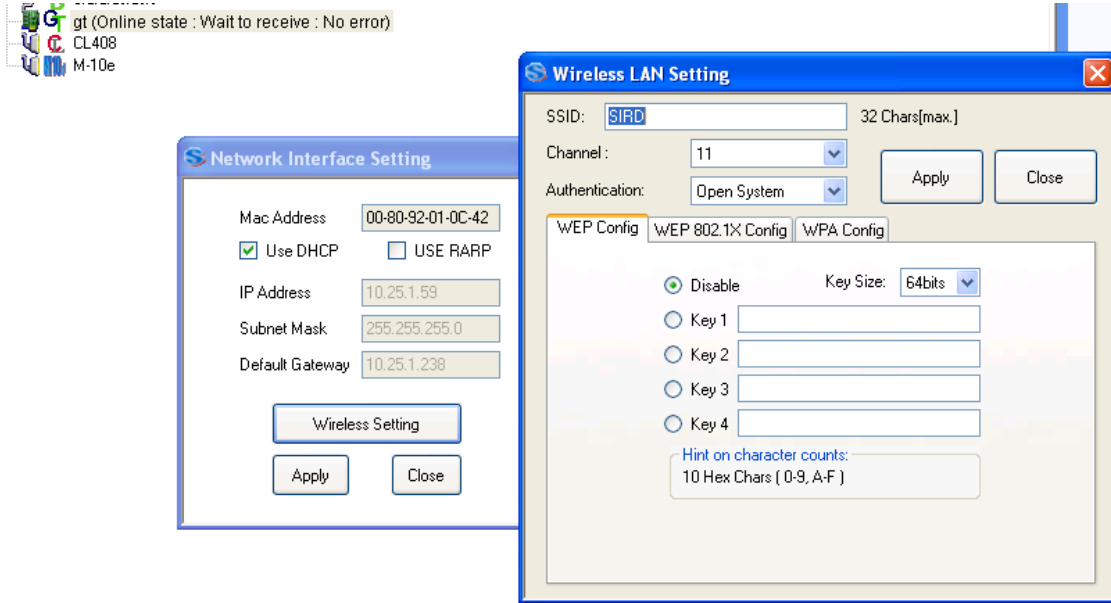 gt (Online state : Wait to receive : No error)
CL408
M-10e
Network Interface Setting
Mac Address 00-80-92-01-0C-42
Use DHCP USE RARP
IP Address 10.25.1.59
Subnet Mask 255.255.255.0
Default Gateway 10.25.1.238
Wireless Setting
Apply Close
Wireless LAN Setting
SSID: SIRD 32 Chars[max.]
Channel : 11
Authentication: Open System
Apply Close
WEP Config WEP 802.1X Config WPA Config
Disable Key Size: 64bits
Key 1
Key 2
Key 3
Key 4
Hint on character counts:
10 Hex Chars ( 0-9, A-F )